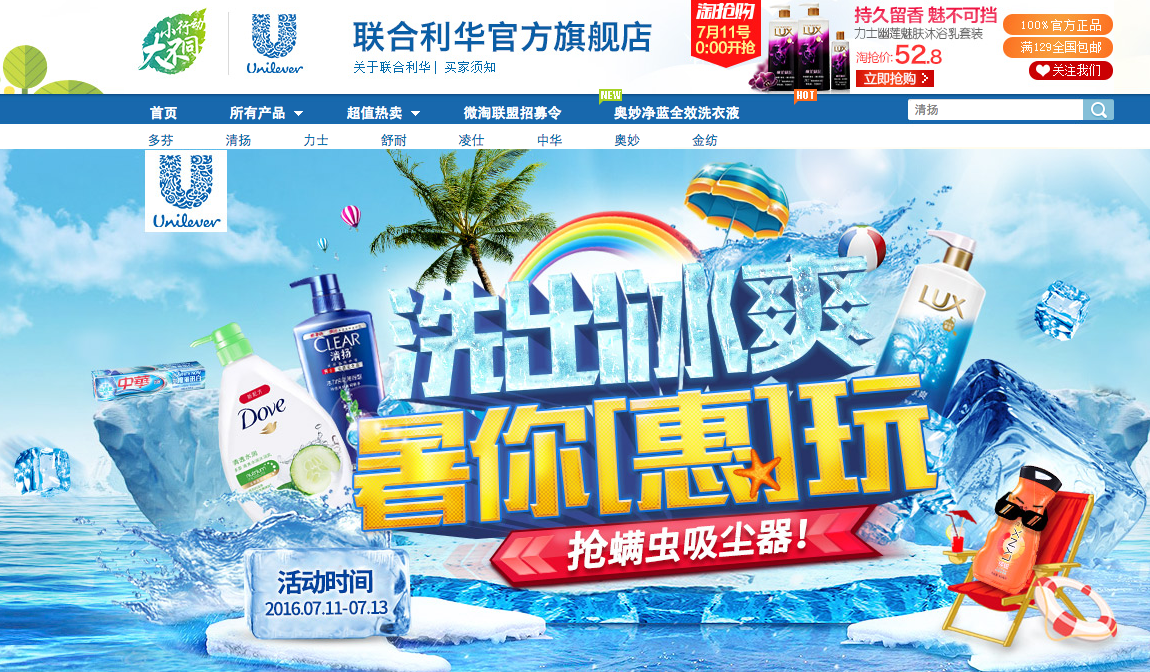 小行动
大不同
Unilever
联合利华官方旗舰店
关于联合利华 | 买家须知
淘抢购
7月11号
0:00开抢
LUX
LUX
持久留香 魅不可挡
力士幽莲魅肤沐浴乳套装
淘抢价:52.8
立即抢购
100%官方正品
满129全国包邮
关注我们
NEW
HOT
首页 所有产品 超值热卖 微淘联盟招募令 奥妙净蓝全效洗衣液
清扬
多芬 清扬 力士 舒耐 凌仕 中华 奥妙 金纺
Unilever
洗出冰爽
暑你[惠]玩
抢螨虫吸尘器!
中華
CLEAR
清扬
Dove
LUX
活动时间
2016.07.11-07.13